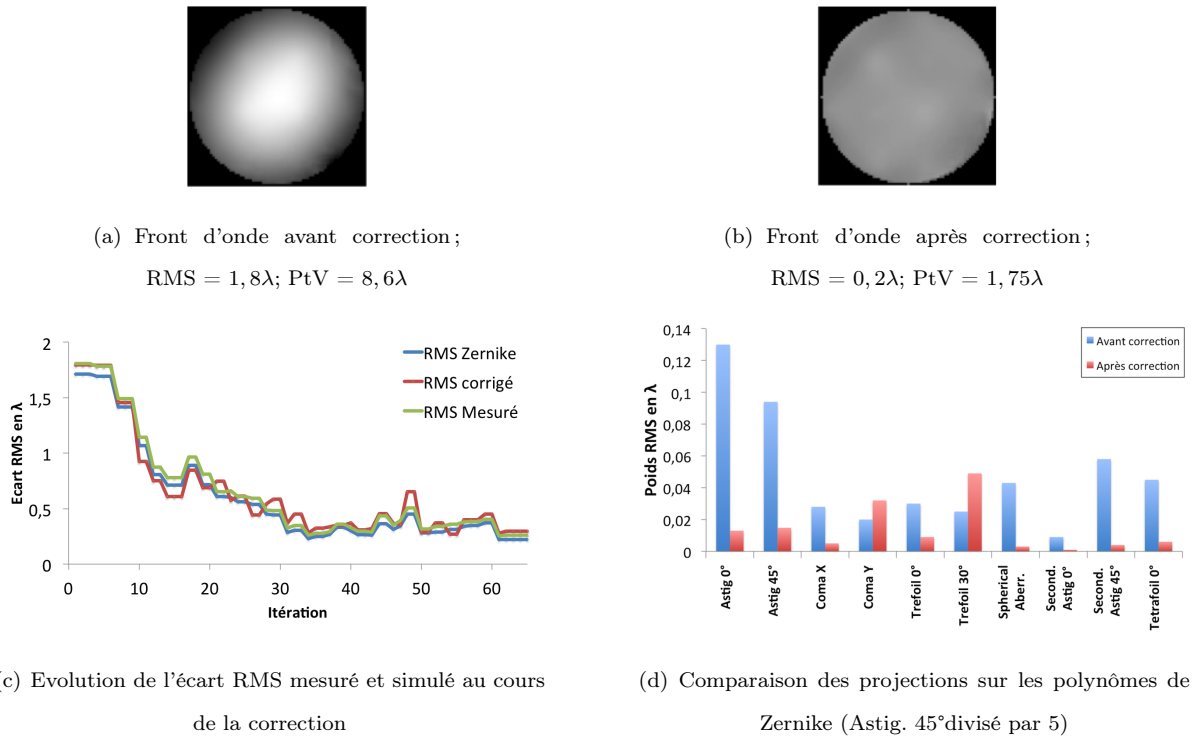 (a) Front d'onde avant correction ;
RMS = 1, 8λ; PtV = 8, 6λ
(b) Front d'onde après correction ;
RMS = 0, 2λ; PtV = 1, 75λ
Ecart RMS en λ
2
1,5
1
0,5
0
0
10
20
30
40
50
60
Itération
RMS Zernike
RMS corrigé
RMS Mesuré
Poids RMS en λ
0,14
0,12
0,1
0,08
0,06
0,04
0,02
0
Avant correction
Après correction
Astig 0°
Astig 45°
Coma X
Coma Y
Trefoil 0°
Trefoil 30°
Spherical
Aberr.
Second.
Astig 0°
Second.
Astig 45°
Tetrafoil 0°
c) Evolution de l'écart RMS mesuré et simulé au cours
de la correction
(d) Comparaison des projections sur les polynômes de
Zernike (Astig. 45°divisé par 5)